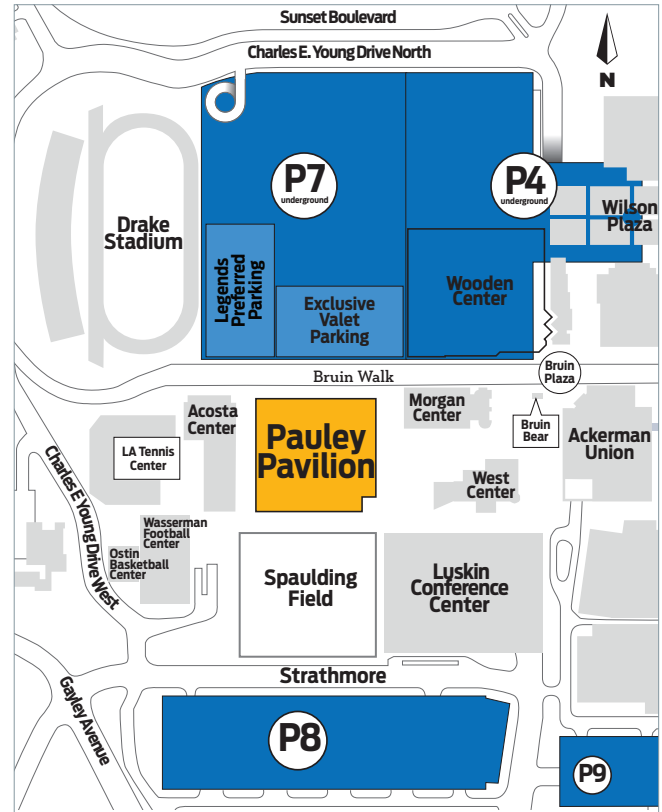 Sunset Boulevard
Charles E. Young Drive North
N
P7
underground
P4
underground
Wilson
Plaza
Drake
Stadium
Legends
Preferred
Parking
Exclusive
Valet
Parking
Wooden
Center
Bruin Walk
Bruin
Plaza
Acosta
Center
Morgan
Center
Bruin
Bear
Ackerman
Union
Pauley
Pavilion
LA Tennis
Center
West
Center
Charles E Young Drive West
Wasserman
Football
Center
Ostin
Basketball
Center
Spaulding
Field
Luskin
Conference
Center
Strathmore
Gayley Avenue
P8
P9